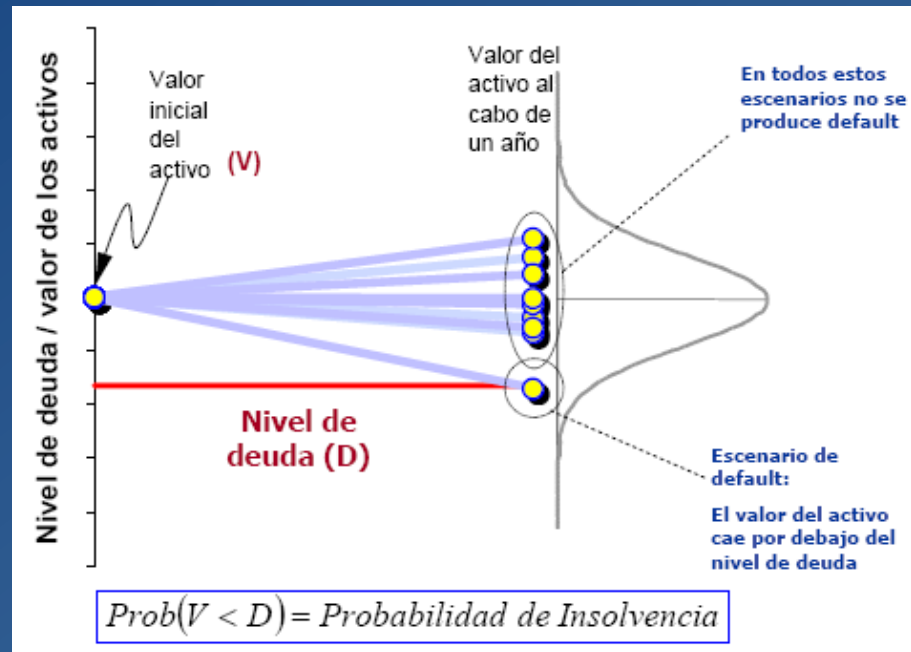 Nivel de deuda / valor de los activos
Valor
inicial
del
activo (V)
Valor del
activo al
cabo de
un año
En todos estos
escenarios no se
produce default
Nivel de
deuda (D)
Escenario de
default:
El valor del activo
cae por debajo del
nivel de deuda
Prob(V < D) = Probabilidad de Insolvencia